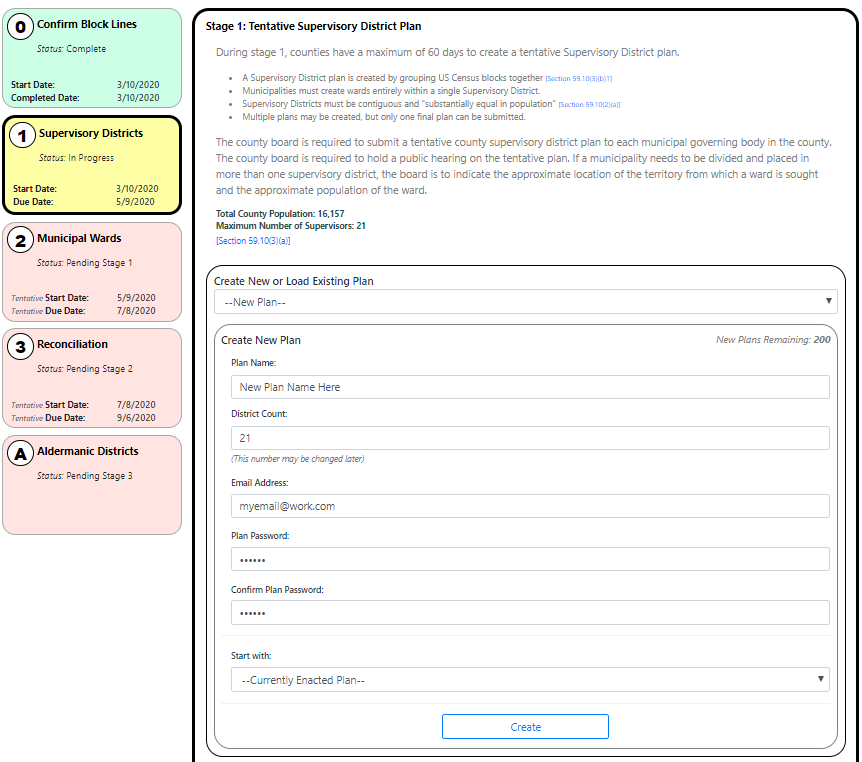 0 Confirm Block Lines
Status: Complete
Start Date: 3/10/2020
Completed Date: 3/10/2020
1 Supervisory Districts
Status: In Progress
Start Date: 3/10/2020
Due Date: 5/9/2020
2 Municipal Wards
Status: Pending Stage 1
Tentative Start Date: 5/9/2020
Tentative Due Date: 7/8/2020
3 Reconciliation
Status: Pending Stage 2
Tentative Start Date: 7/8/2020
Tentative Due Date: 9/6/2020
A Aldermanic Districts
Status: Pending Stage 3
Stage 1: Tentative Supervisory District Plan
During stage 1, counties have a maximum of 60 days to create a tentative Supervisory District plan.
• A Supervisory District plan is created by grouping US Census blocks together [Section 59.10(3)(b)1]
• Municipalities must create wards entirely within a single Supervisory District.
• Supervisory Districts must be contiguous and "substantially equal in population" [Section 59.10(2)(a)]
• Multiple plans may be created, but only one final plan can be submitted.
The county board is required to submit a tentative county supervisory district plan to each municipal governing body in the county.
The county board is required to hold a public hearing on the tentative plan. If a municipality needs to be divided and placed in
more than one supervisory district, the board is to indicate the approximate location of the territory from which a ward is sought
and the approximate population of the ward.
Total County Population: 16,157
Maximum Number of Supervisors: 21
[Section 59.10(3)(a)]
Create New or Load Existing Plan
--New Plan--
Create New Plan New Plans Remaining: 200
Plan Name:
New Plan Name Here
District Count:
21
(This number may be changed later)
Email Address:
myemail@work.com
Plan Password:
••••••
Confirm Plan Password:
••••••
Start with:
--Currently Enacted Plan--
Create